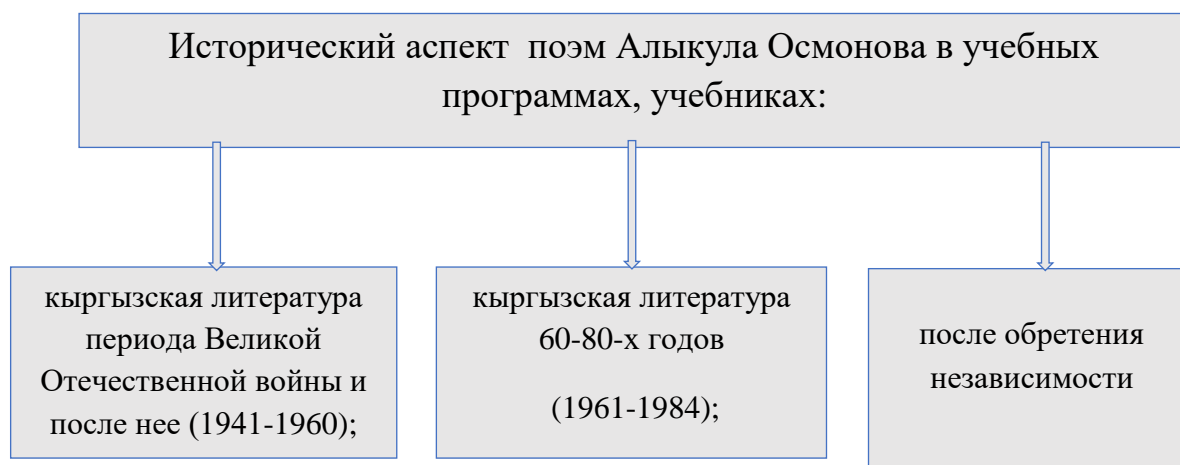 Исторический аспект поэм Алыкула Осмонова в учебных
программах, учебниках:
кыргызская литература
периода Великой
Отечественной войны и
после нее (1941-1960);
кыргызская литература
60-80-х годов
(1961-1984);
после обретения
независимости